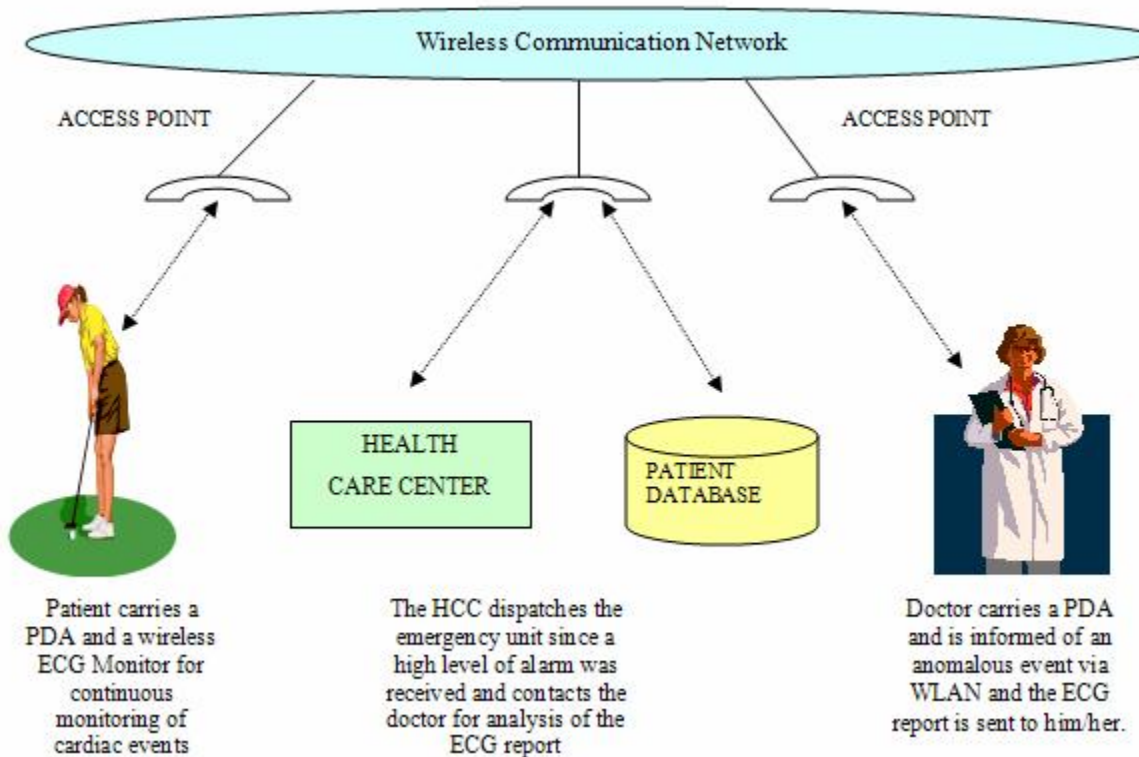 Wireless Communication Network
ACCESS POINT
ACCESS POINT
HEALTH
CARE CENTER
PATIENT
DATABASE
Patient carries a
PDA and a wireless
ECG Monitor for
continuous
monitoring of
cardiac events
The HCC dispatches the
emergency unit since a
high level of alarm was
received and contacts the
doctor for analysis of the
ECG report
Doctor carries a PDA
and is informed of an
anomalous event via
WLAN and the ECG
report is sent to him/her.